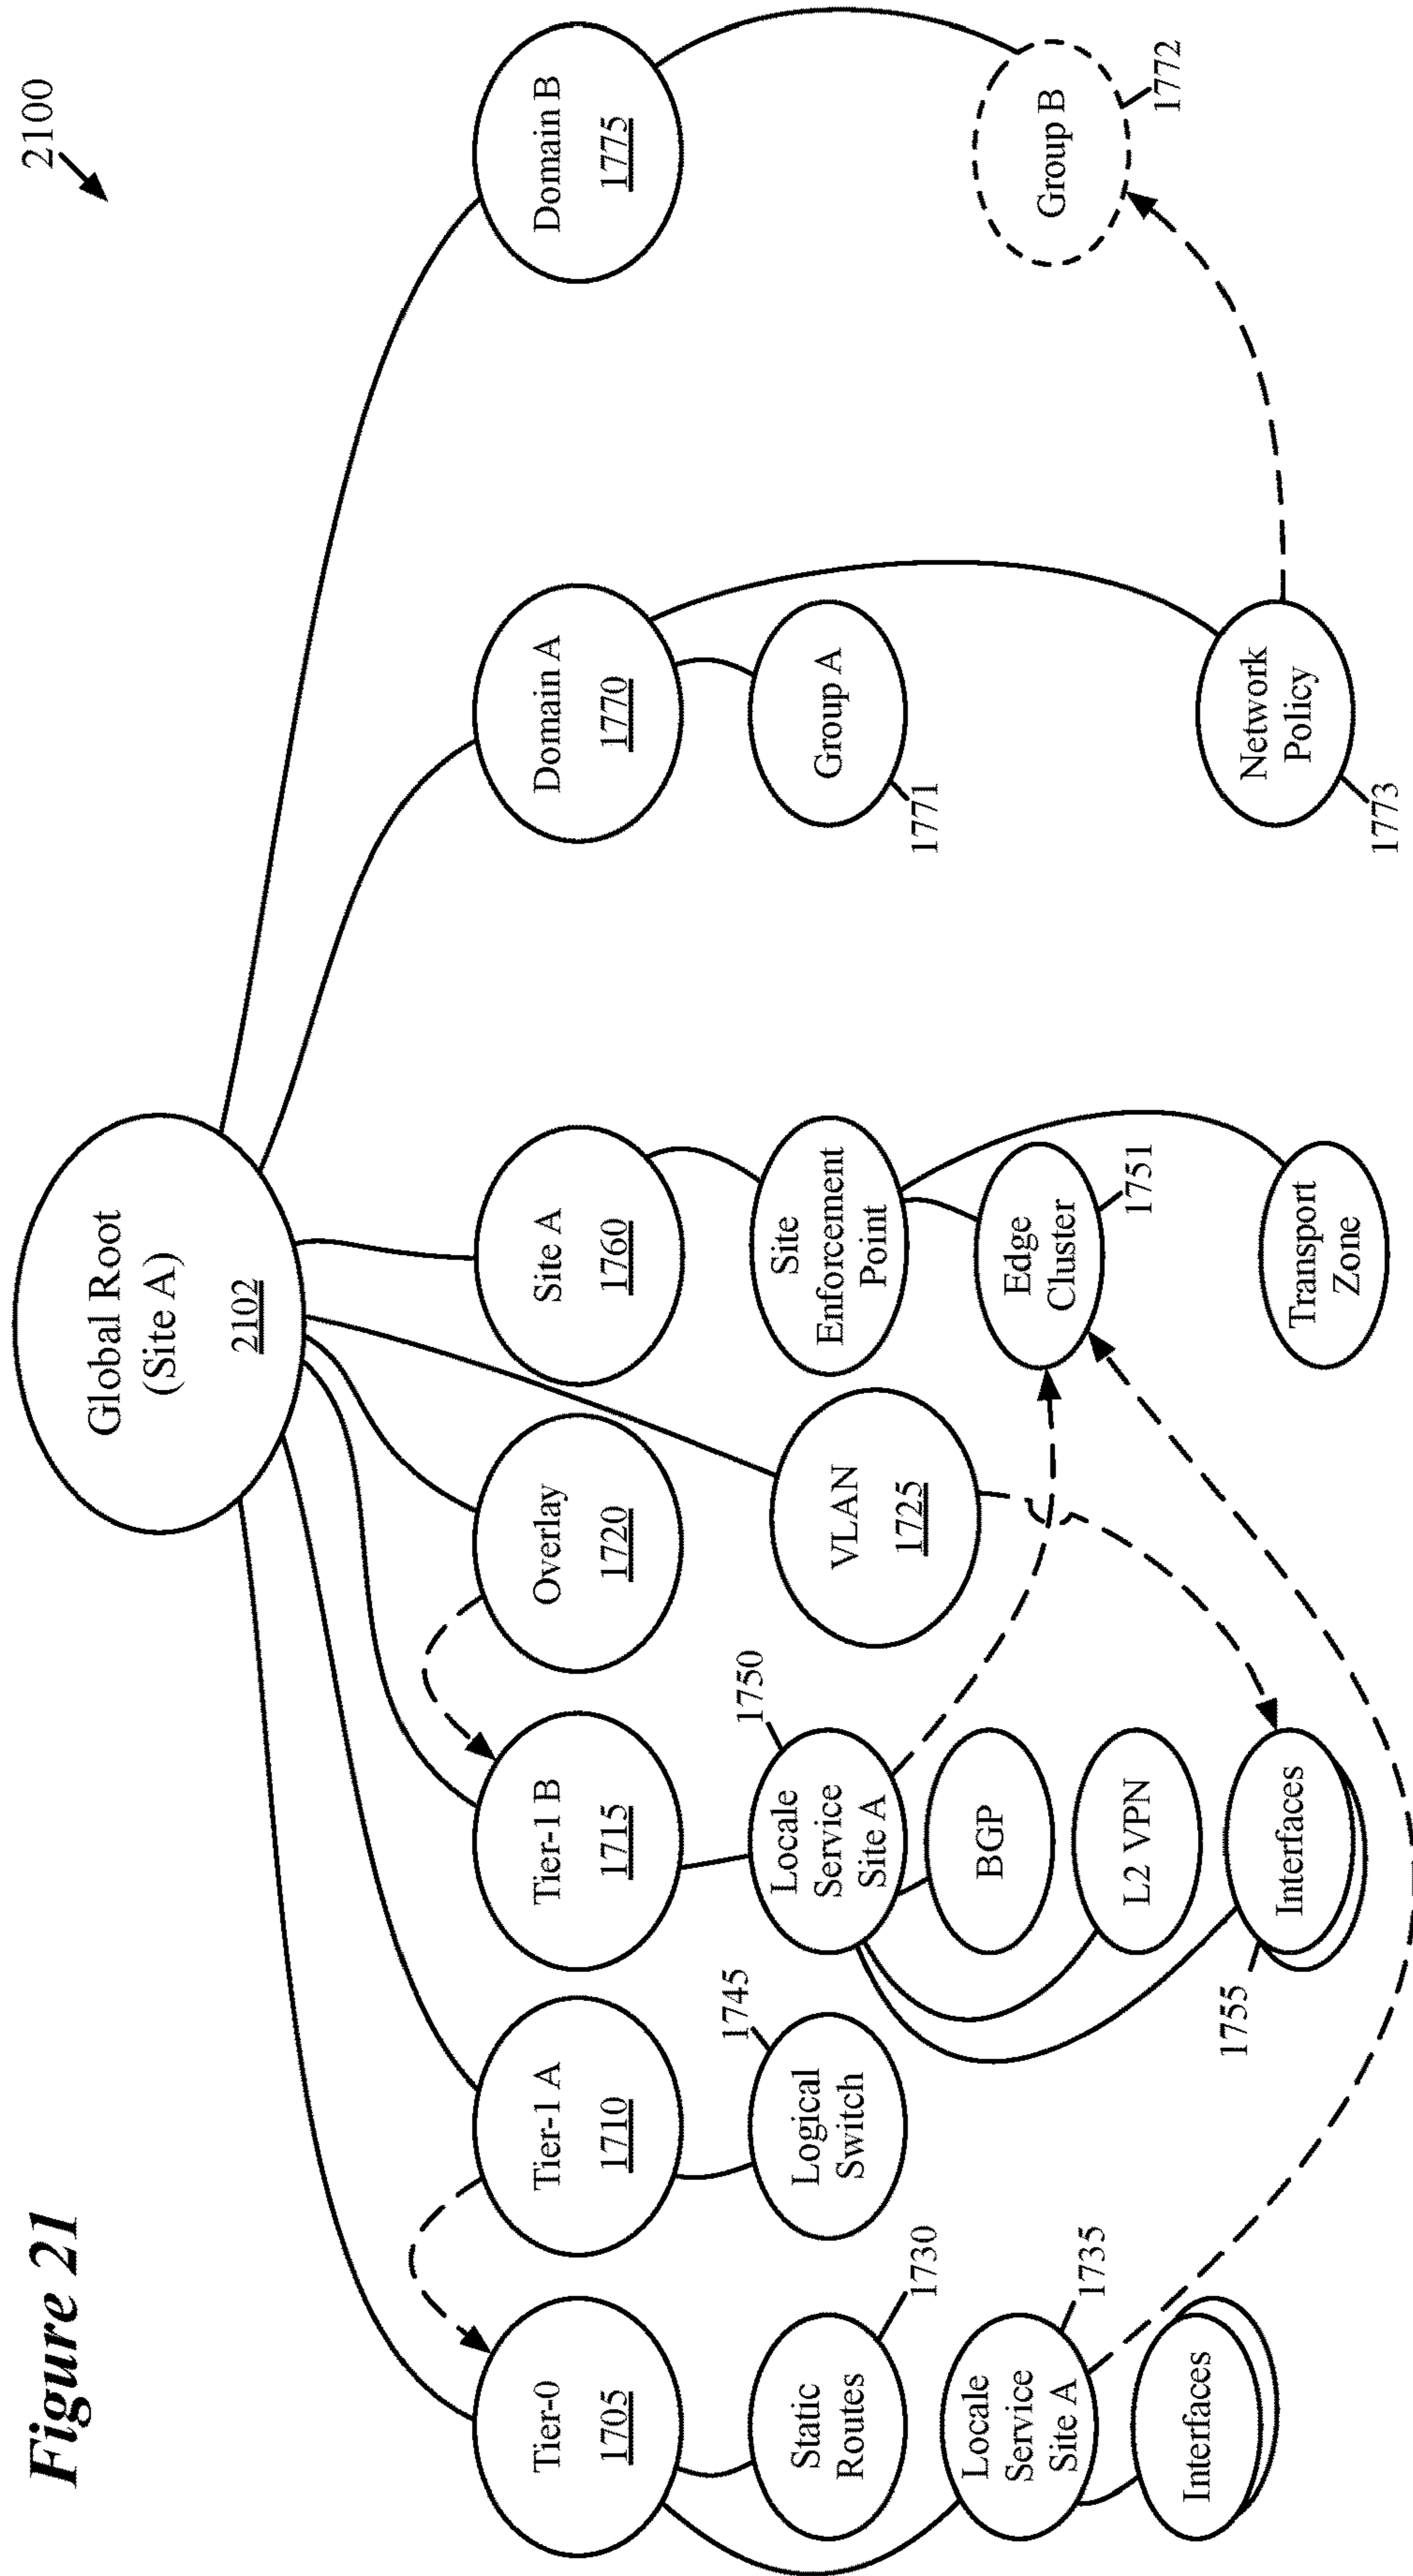 Figure 21
2100
Global Root
(Site A)
2102
Tier-0
1705
Tier-1 A
1710
Tier-1 B
1715
Overlay
1720
Site A
1760
Domain A
1770
Domain B
1775
Static
Routes
1730
Logical
Switch
1745
Locale
Service
Site A
1750
VLAN
1725
Site
Enforcement
Point
Group A
1771
Locale
Service
Site A
1735
BGP
Edge
Cluster
1751
Group B
1772
L2 VPN
Interfaces
Interfaces
1755
Transport
Zone
Network
Policy
1773